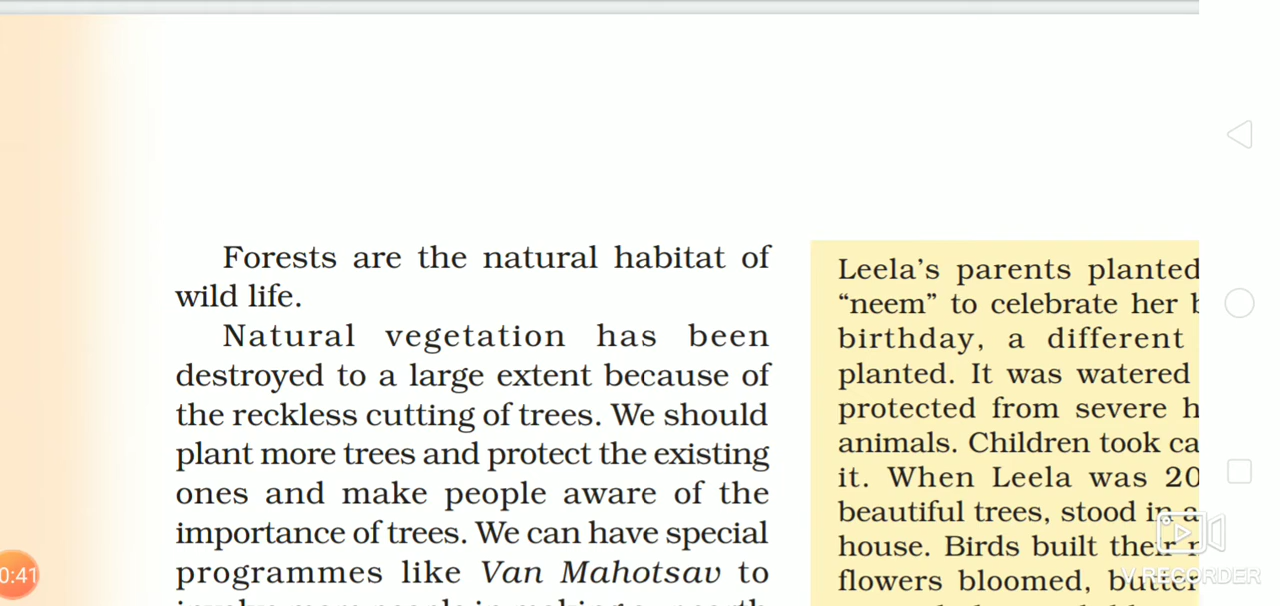 Forests are the natural habitat of
wild life.
Natural vegetation has been
destroyed to a large extent because of
the reckless cutting of trees. We should
plant more trees and protect the existing
ones and make people aware of the
importance of trees. We can have special
programmes like Van Mahotsav to
Leela's parents planted
"neem" to celebrate her
birthday, a different
planted. It was watered
protected from severe
animals. Children took
it. When Leela was 20
beautiful trees, stood in
house. Birds built their
flowers bloomed,
0:41
V RECORDER